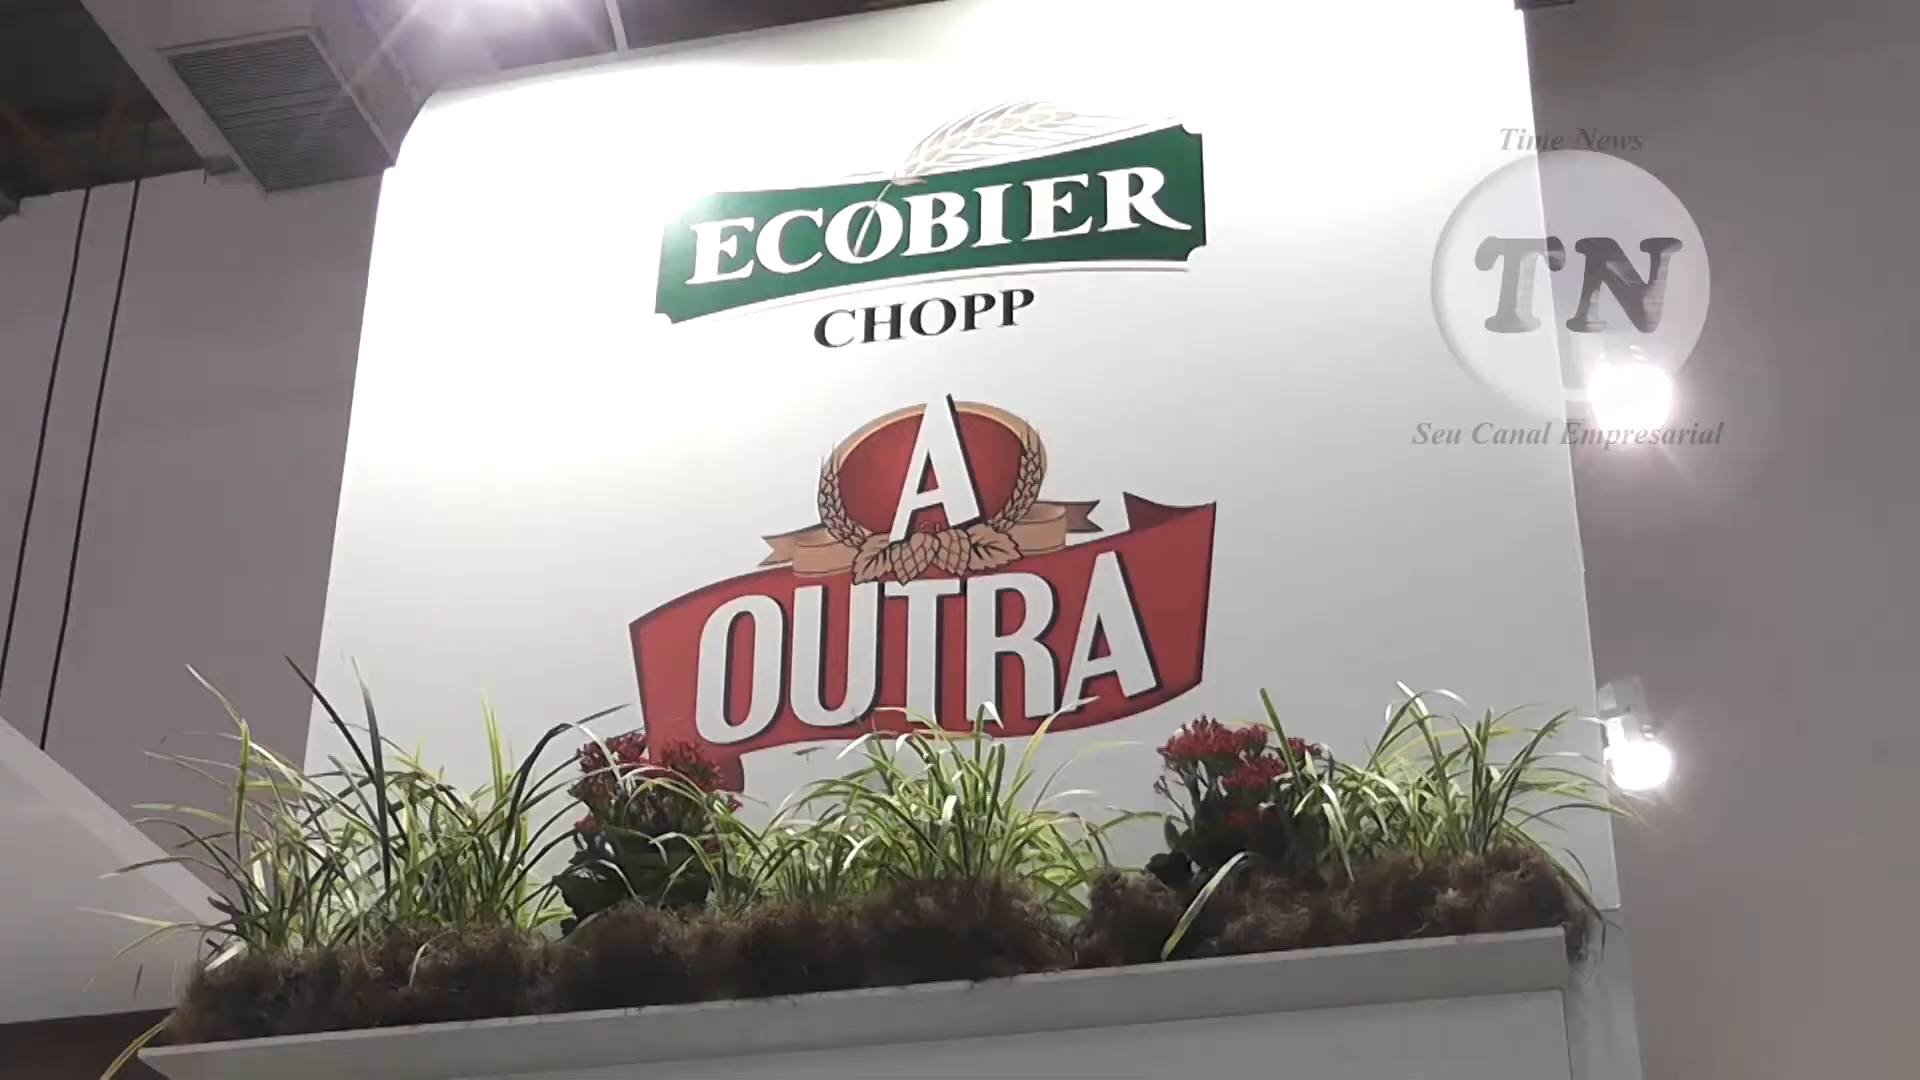 ECOBIER
CHOPP
A
OUTRA
Time News
TN
Seu Canal Empresarial